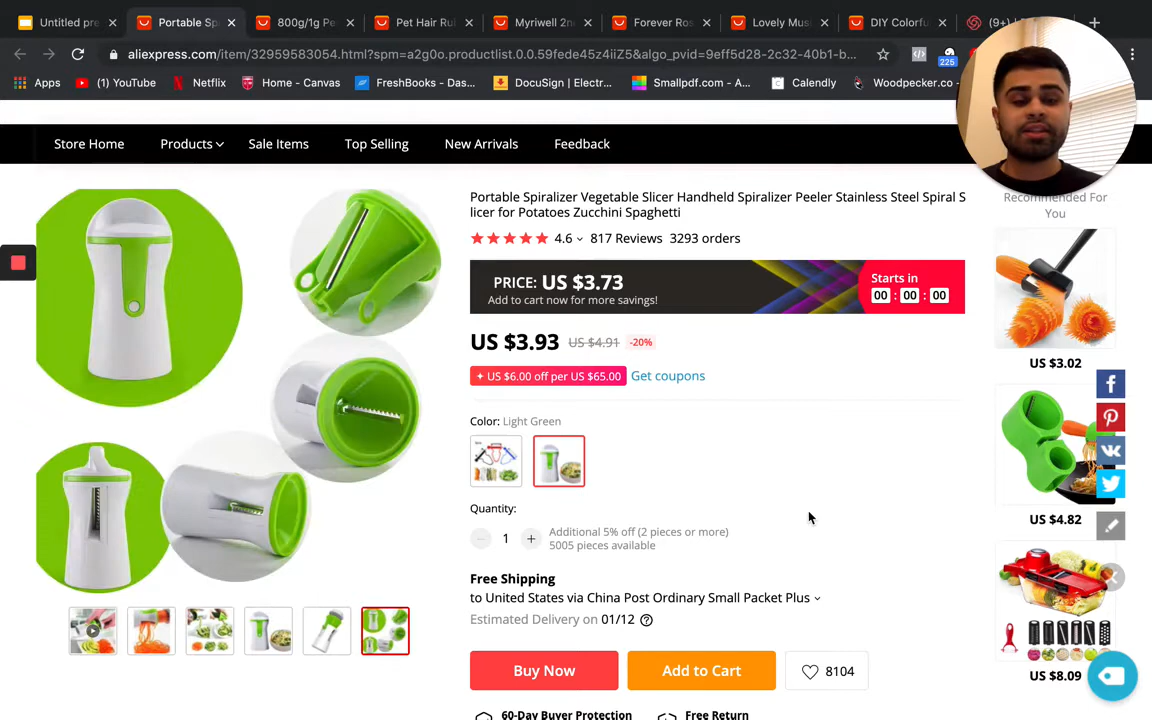 Untitled pre
Portable Sp
800g/1g Pe
Pet Hair Ru
Myriwell 2n
Forever Ros
Lovely Mus
DIY Colorfu
(9+)
aliexpress.com/item/32959583054.html?spm=a2g0o.productlist.0.0.59fede45z4iiZ5&algo_pvid=9eff5d28-2c32-40b1-b...
225
Apps
(1) YouTube
Netflix
Home - Canvas
FreshBooks - Das...
DocuSign | Electr...
Smallpdf.com - A...
Calendly
Woodpecker.co
Store Home
Products
Sale Items
Top Selling
New Arrivals
Feedback
Portable Spiralizer Vegetable Slicer Handheld Spiralizer Peeler Stainless Steel Spiral S
licer for Potatoes Zucchini Spaghetti
4.6
817 Reviews
3293 orders
PRICE: US $3.73
Add to cart now for more savings!
Starts in
00 : 00 : 00
US $3.93
US $4.91
-20%
+ US $6.00 off per US $65.00
Get coupons
Color: Light Green
Quantity:
1
Additional 5% off (2 pieces or more)
5005 pieces available
Free Shipping
to United States via China Post Ordinary Small Packet Plus
Estimated Delivery on 01/12
Buy Now
Add to Cart
8104
60-Day Buyer Protection
Free Return
Recommended For
You
US $3.02
US $4.82
US $8.09